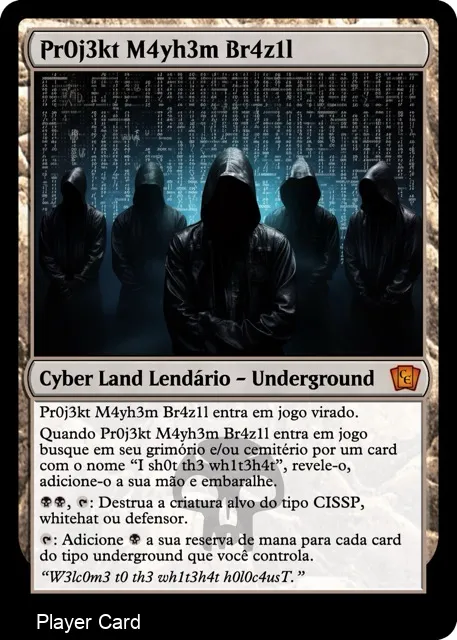 Pr0j3kt M4yh3m Br4z1l
Cyber Land Lendário – Underground
CE
Pr0j3kt M4yh3m Br4z1l entra em jogo virado.
Quando Pr0j3kt M4yh3m Br4z1l entra em jogo
busque em seu grimório e/ou cemitério por um card
com o nome “I sh0t th3 wh1t3h4t”, revele-o,
adicione-o a sua mão e embaralhe.
, : Destrua a criatura alvo do tipo CISSP,
whitehat ou defensor.
: Adicione a sua reserva de mana para cada card
do tipo underground que você controla.
“W3lc0m3 t0 th3 wh1t3h4t h0l0c4usT.”
Player Card